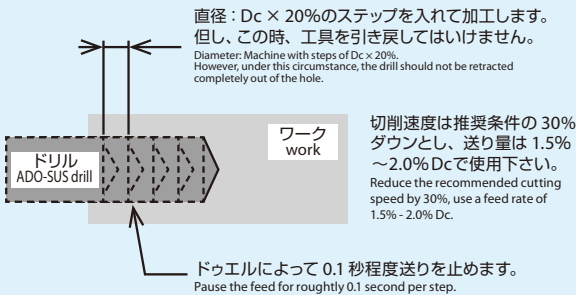 直径：Dc × 20%のステップを入れて加工します。
但し、この時、工具を引き戻してはいけません。
Diameter: Machine with steps of Dc × 20%.
However, under this circumstance, the drill should not be retracted
completely out of the hole.
ワーク
work
ドリル
ADO-SUS drill
切削速度は推奨条件の 30%
ダウンとし、送り量は 1.5%
～2.0% Dcで使用下さい。
Reduce the recommended cutting
speed by 30%, use a feed rate of
1.5% - 2.0% Dc.
ドゥエルによって 0.1 秒程度送りを止めます。
Pause the feed for roughtly 0.1 second per step.